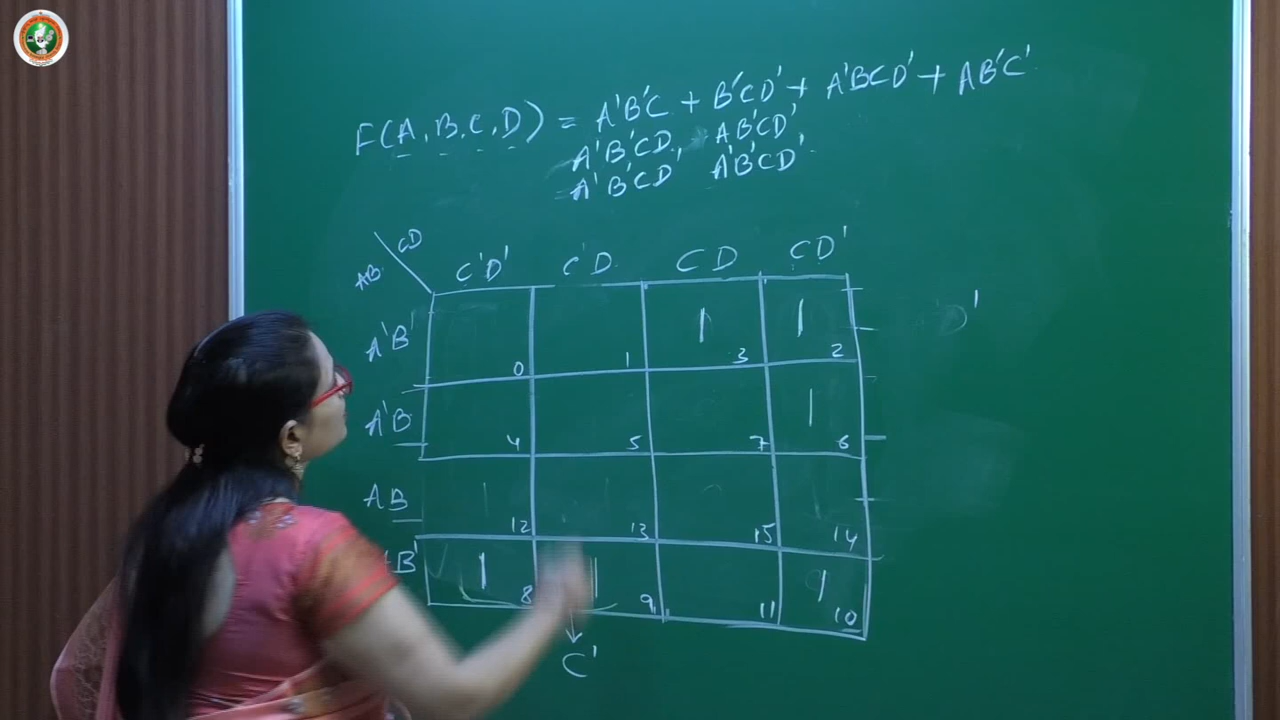 F(A, B, C, D) = A'B'C + B'CD' + A'BCD' + AB'C'
A'B'CD, AB'CD'
A'B'CD' A'B'CD'
CD
AB
C'D' C'D CD CD'
A'B' 0 1 1 3 1 2
D'
A'B 4 5 7 1 6
AB 12 13 15 14
AB' 1 8 1 9 11 1 10
C'